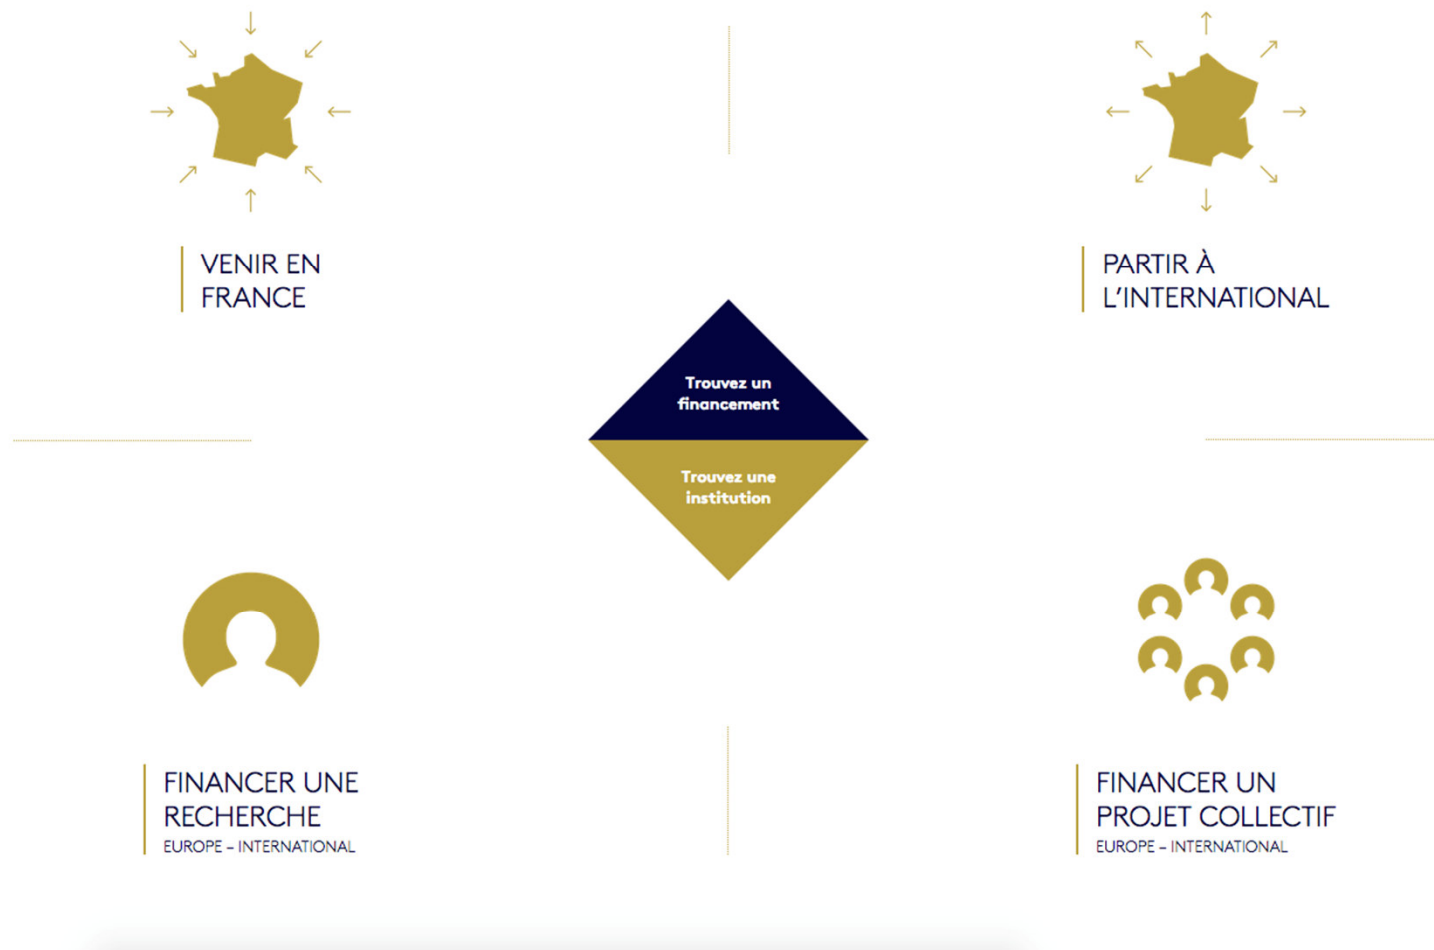 VENIR EN
FRANCE
PARTIR À
L'INTERNATIONAL
Trouvez un
financement
Trouvez une
institution
FINANCER UNE
RECHERCHE
EUROPE – INTERNATIONAL
FINANCER UN
PROJET COLLECTIF
EUROPE – INTERNATIONAL